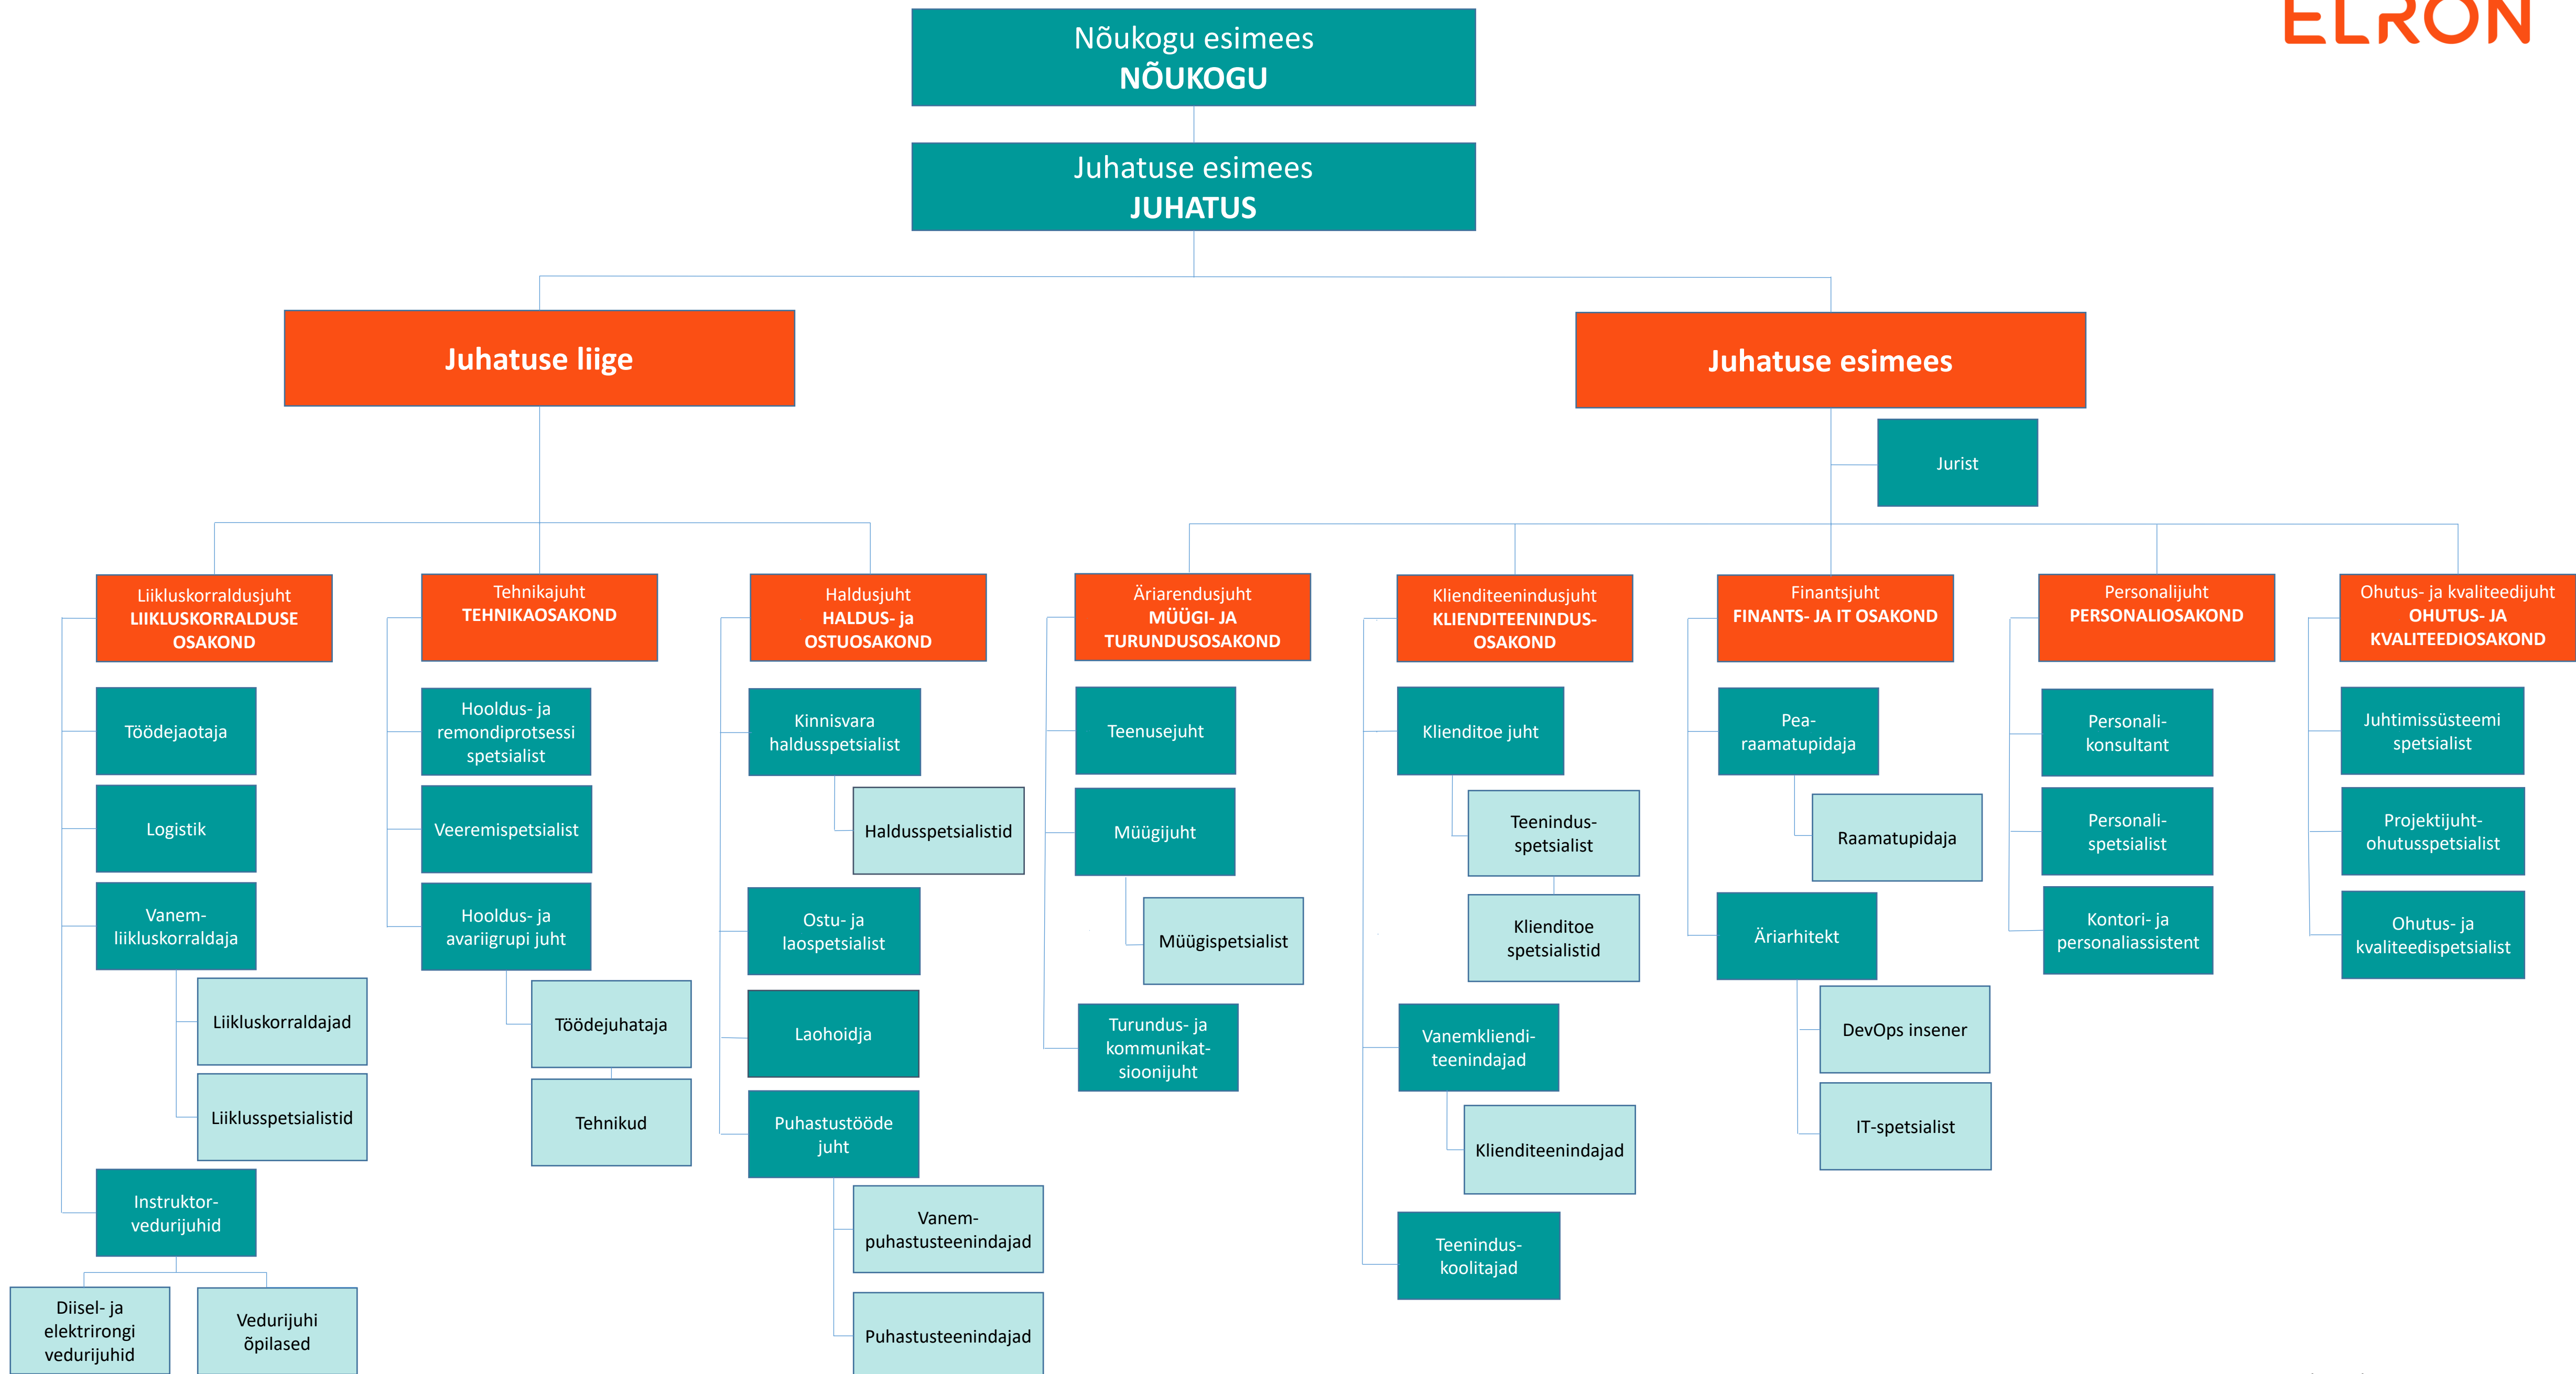 ELRON
Nõukogu esimees
NÕUKOGU
Juhatuse esimees
JUHATUS
Juhatuse liige
Juhatuse esimees
Jurist
Liikluskorraldusjuht
LIIKLUSKORRALDUSE
OSAKOND
Töödejaotaja
Logistik
Vanem-
liikluskorraldaja
Liikluskorraldajad
Liiklusspetsialistid
Instruktor-
vedurijuhid
Diisel- ja
elektrirongi
vedurijuhid
Vedurijuhi
õpilased
Tehnikajuht
TEHNIKAOSAKOND
Hooldus- ja
remondiprotsessi
spetsialist
Veeremispetsialist
Hooldus- ja
avariigrupi juht
Töödejuhataja
Tehnikud
Haldusjuht
HALDUS- ja
OSTUOSAKOND
Kinnisvara
haldusspetsialist
Haldusspetsialistid
Ostu- ja
laospetsialist
Laohoidja
Puhastustööde
juht
Vanem-
puhastusteenindajad
Puhastusteenindajad
Äriarendusjuht
MÜÜGI- JA
TURUNDUSOSAKOND
Teenusejuht
Müügijuht
Müügispetsialist
Turundus- ja
kommunikat-
sioonijuht
Klienditeenindusjuht
KLIENDITEENINDUS-
OSAKOND
Klienditoe juht
Teenindus-
spetsialist
Klienditoe
spetsialistid
Vanemkliendi-
teenindajad
Klienditeenindajad
Teenindus-
koolitajad
Finantsjuht
FINANTS- JA IT OSAKOND
Pea-
raamatupidaja
Raamatupidaja
Äriarhitekt
DevOps insener
IT-spetsialist
Personalijuht
PERSONALIOSAKOND
Personali-
konsultant
Personali-
spetsialist
Kontori- ja
personaliassistent
Ohutus- ja kvaliteedijuht
OHUTUS- JA
KVALITEEDIOSAKOND
Juhtimissüsteemi
spetsialist
Projektijuht-
ohutusspetsialist
Ohutus- ja
kvaliteedispetsialist